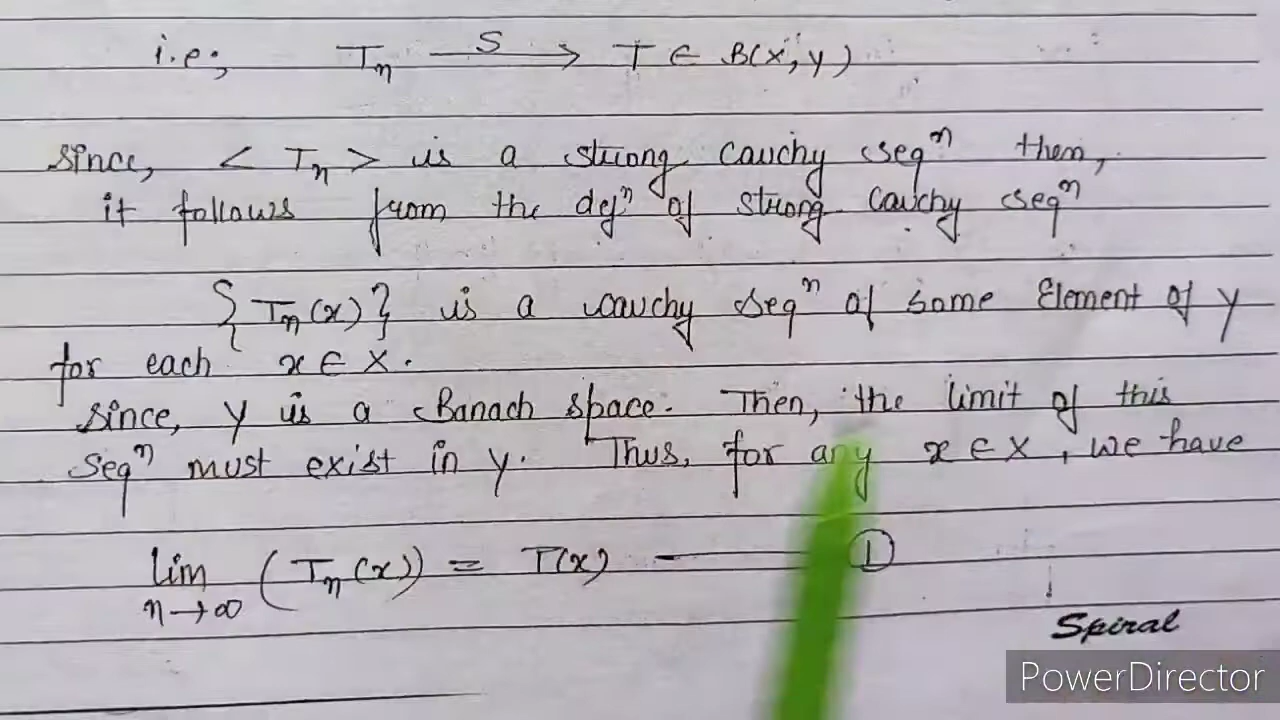 i.e; Tₙ —S→ T ∈ B(X, Y)
Since, < Tₙ > is a strong Cauchy seqⁿ then,
it follows from the defⁿ of strong Cauchy seqⁿ
{Tₙ(x)} is a cauchy seqⁿ of some Element of Y
for each x ∈ X.
Since, Y is a Banach space. Then, the limit of this
seqⁿ must exist in Y. Thus, for any x ∈ X, we have
lim (Tₙ(x)) = T(x) — ①
n→∞
Spiral
PowerDirector